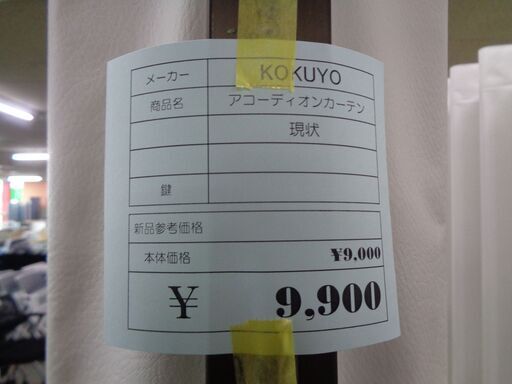 メーカー KOKUYO
商品名 アコーディオンカーテン
現状
鍵
新品参考価格
本体価格 ¥9,000
¥ 9,900